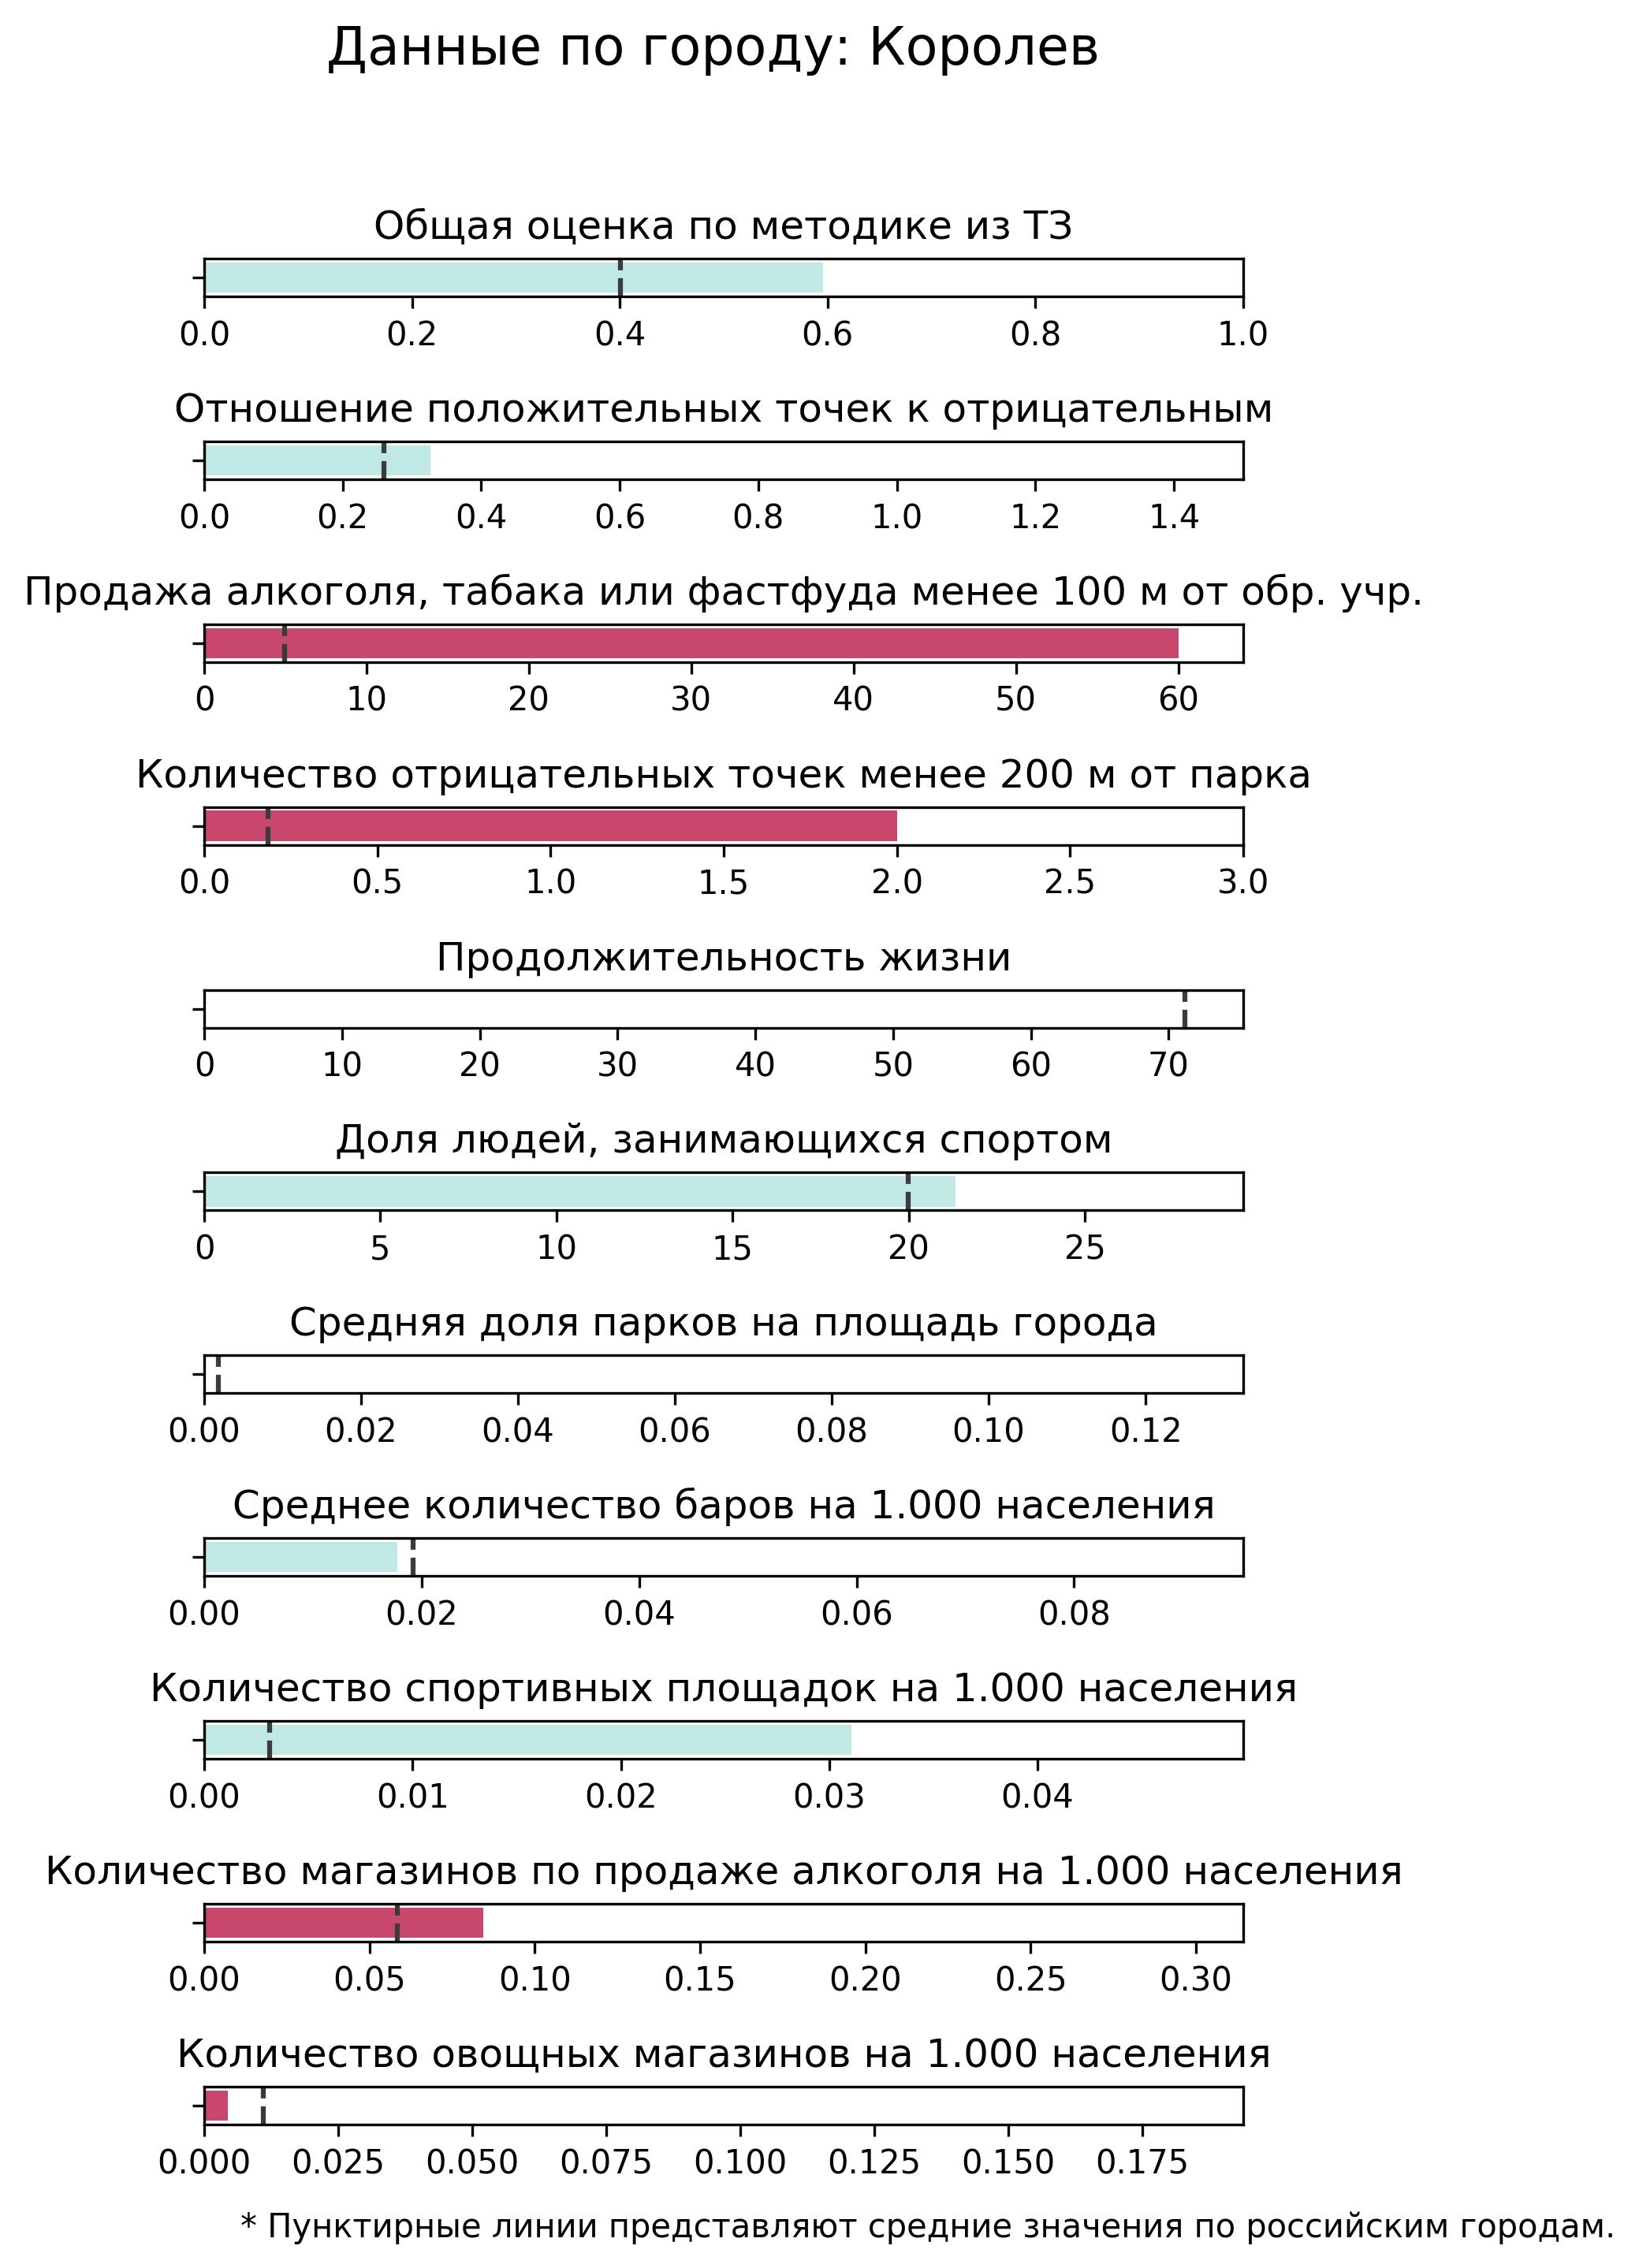 Данные по городу: Королев
Общая оценка по методике из ТЗ
0.0 0.2 0.4 0.6 0.8 1.0
Отношение положительных точек к отрицательным
0.0 0.2 0.4 0.6 0.8 1.0 1.2 1.4
Продажа алкоголя, табака или фастфуда менее 100 м от обр. учр.
0 10 20 30 40 50 60
Количество отрицательных точек менее 200 м от парка
0.0 0.5 1.0 1.5 2.0 2.5 3.0
Продолжительность жизни
0 10 20 30 40 50 60 70
Доля людей, занимающихся спортом
0 5 10 15 20 25
Средняя доля парков на площадь города
0.00 0.02 0.04 0.06 0.08 0.10 0.12
Среднее количество баров на 1.000 населения
0.00 0.02 0.04 0.06 0.08
Количество спортивных площадок на 1.000 населения
0.00 0.01 0.02 0.03 0.04
Количество магазинов по продаже алкоголя на 1.000 населения
0.00 0.05 0.10 0.15 0.20 0.25 0.30
Количество овощных магазинов на 1.000 населения
0.000 0.025 0.050 0.075 0.100 0.125 0.150 0.175
* Пунктирные линии представляют средние значения по российским городам.